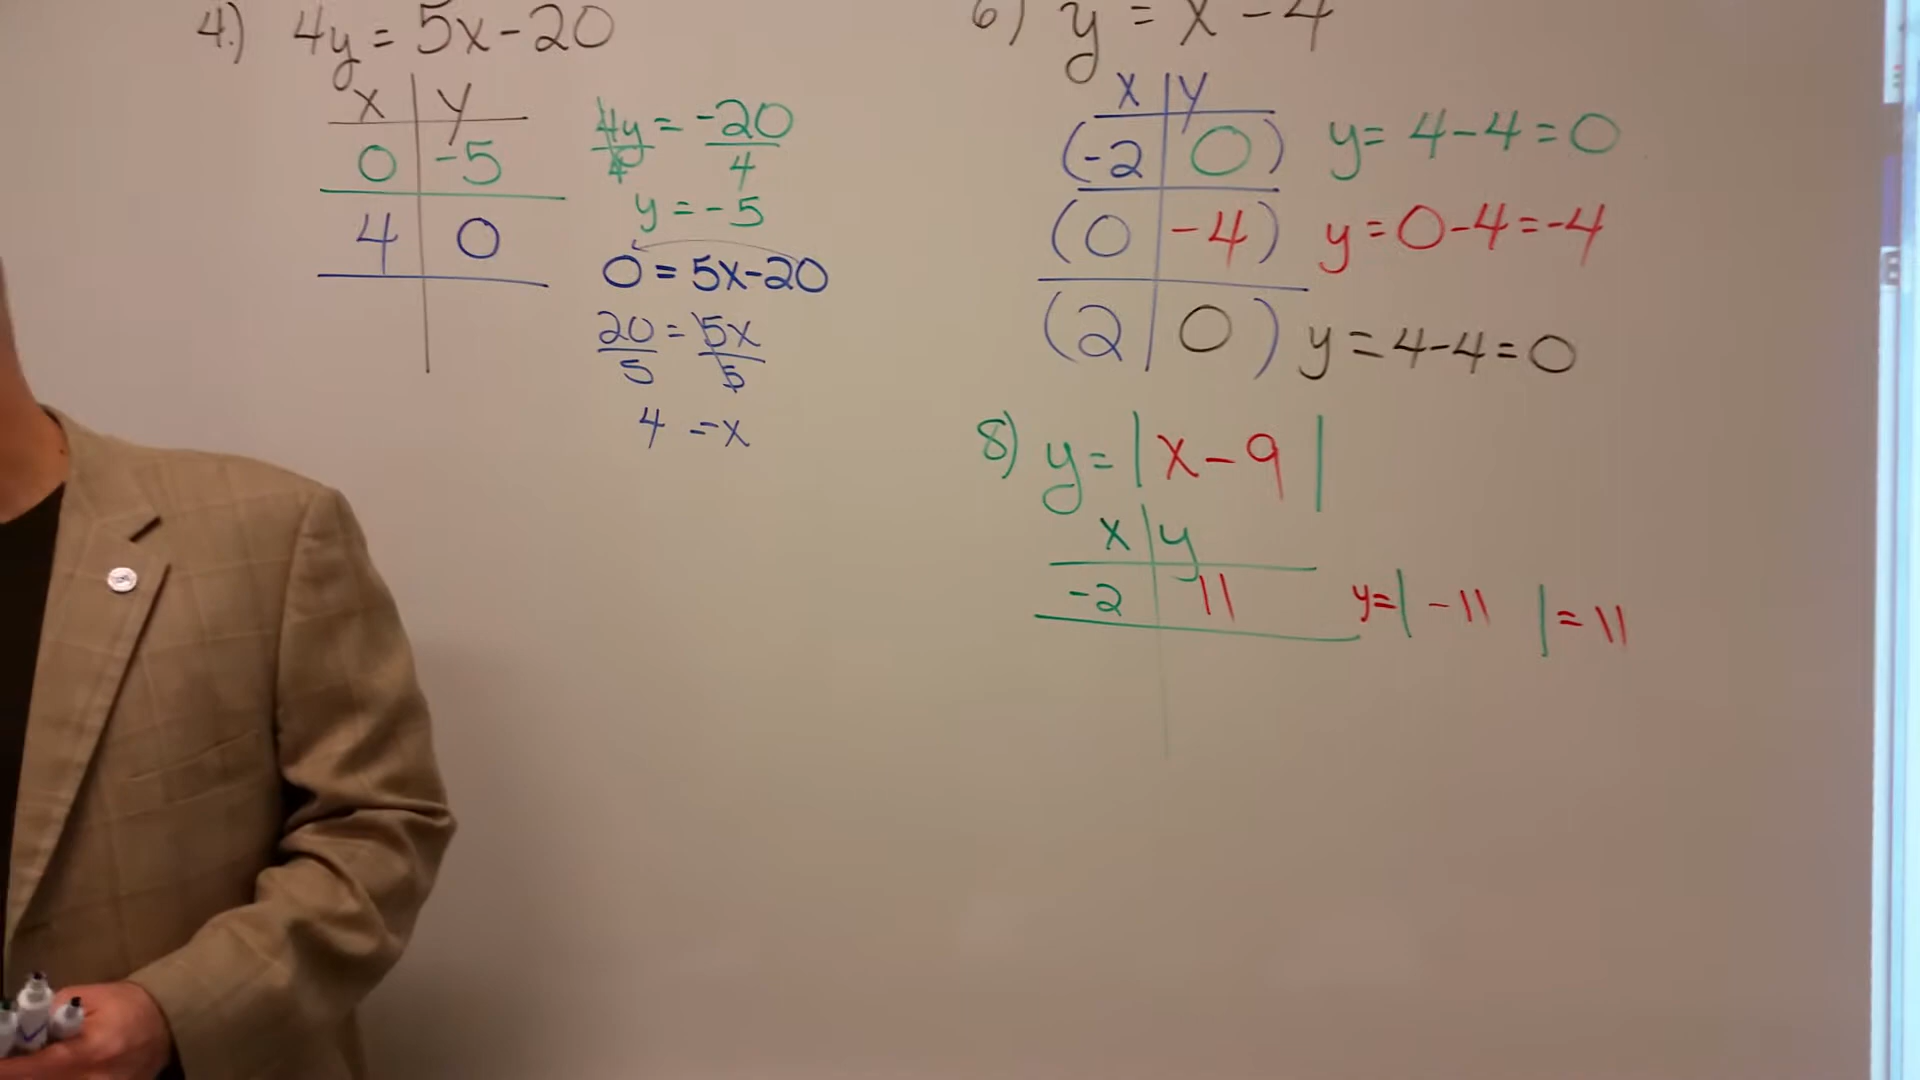 4.) 4y = 5x - 20
x y
0 -5
4 0
4y = -20
4 4
y = -5
0 = 5x - 20
20 = 5x
5 5
4 = x
6) y = x - 4
x y
(-2 0) y = 4 - 4 = 0
(0 -4) y = 0 - 4 = -4
(2 0) y = 4 - 4 = 0
8) y = | x - 9 |
x y
-2 11 y = | -11 | = 11